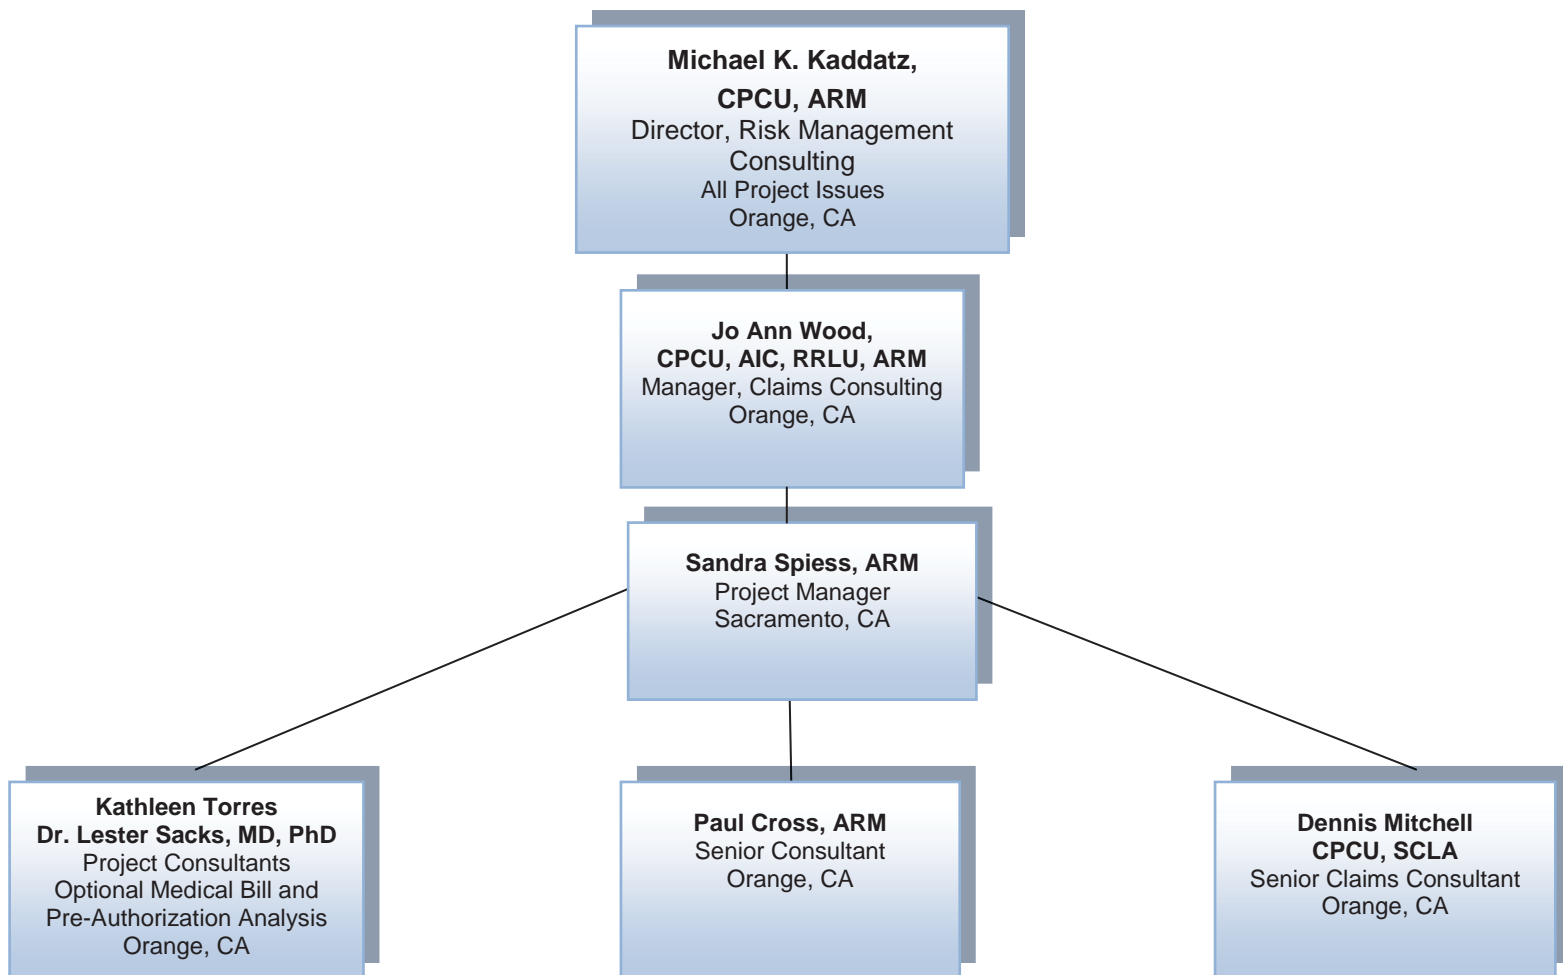 Michael K. Kaddatz,
CPCU, ARM
Director, Risk Management
Consulting
All Project Issues
Orange, CA
Jo Ann Wood,
CPCU, AIC, RRLU, ARM
Manager, Claims Consulting
Orange, CA
Sandra Spiess, ARM
Project Manager
Sacramento, CA
Kathleen Torres
Dr. Lester Sacks, MD, PhD
Project Consultants
Optional Medical Bill and
Pre-Authorization Analysis
Orange, CA
Paul Cross, ARM
Senior Consultant
Orange, CA
Dennis Mitchell
CPCU, SCLA
Senior Claims Consultant
Orange, CA